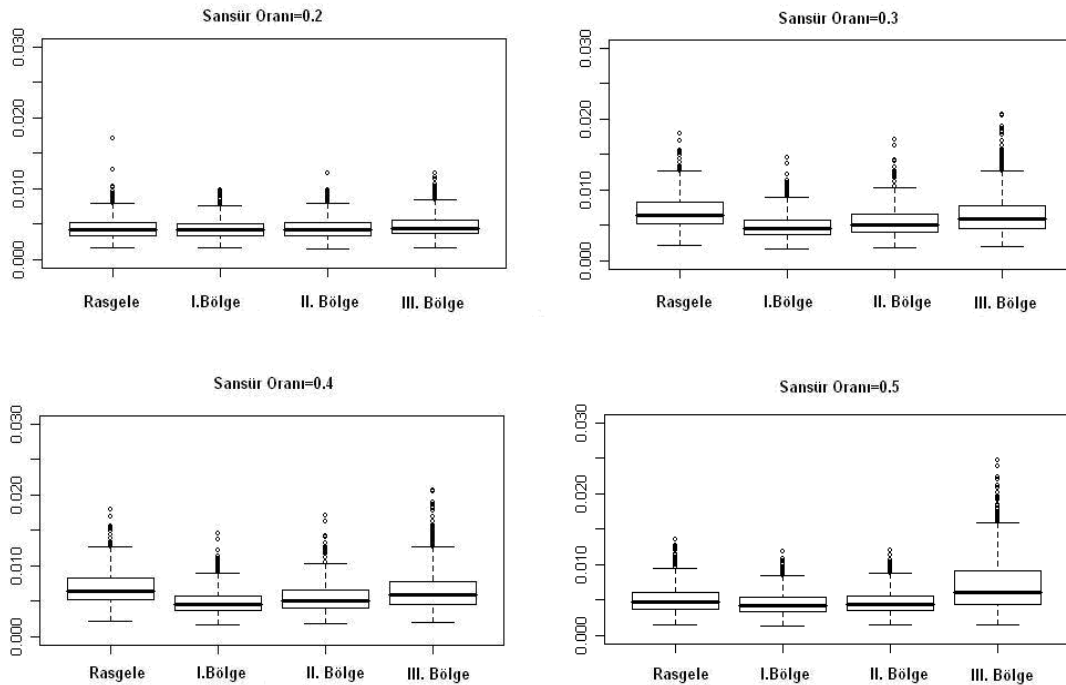 Sansür Oranı=0.2
0.030
0.020
0.010
0.000
Rasgele I.Bölge II. Bölge III. Bölge
Sansür Oranı=0.3
0.030
0.020
0.010
0.000
Rasgele I.Bölge II. Bölge III. Bölge
Sansür Oranı=0.4
0.030
0.020
0.010
0.000
Rasgele I.Bölge II. Bölge III. Bölge
Sansür Oranı=0.5
0.030
0.020
0.010
0.000
Rasgele I.Bölge II. Bölge III. Bölge